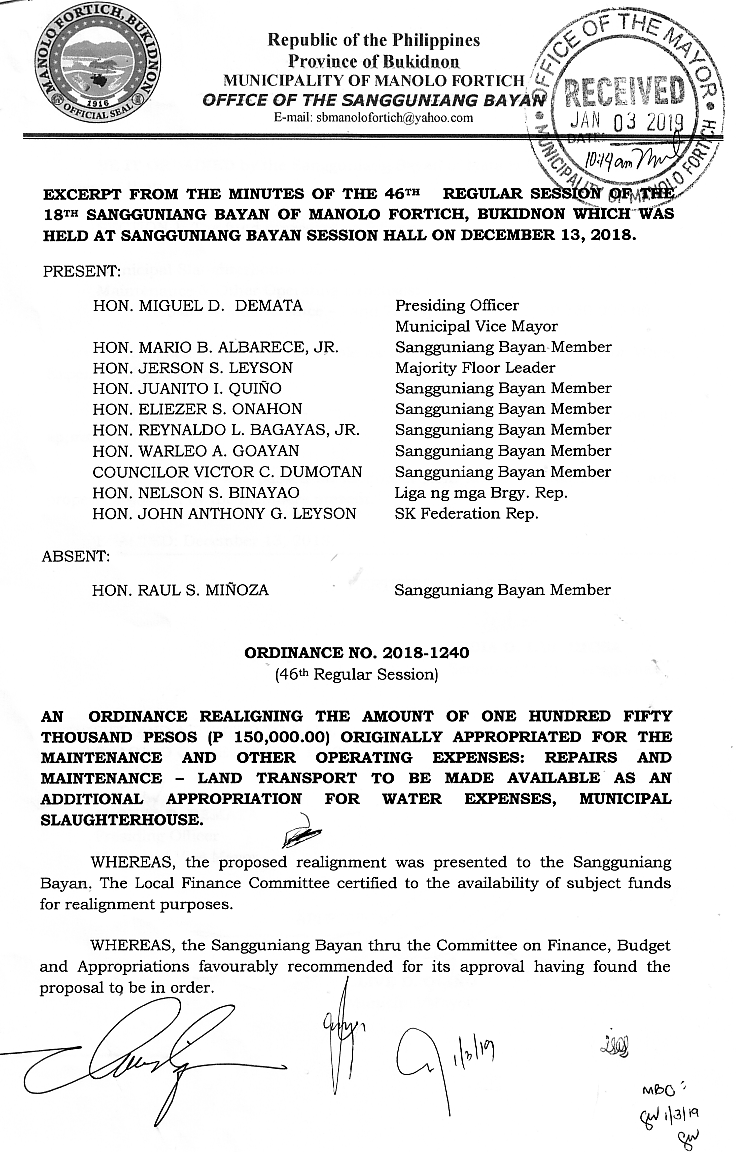 MANOLO FORTICH, BUKIDNON
1916
OFFICIAL SEAL
Republic of the Philippines
Province of Bukidnon
MUNICIPALITY OF MANOLO FORTICH
OFFICE OF THE SANGGUNIANG BAYAN
E-mail: sbmanolofortich@yahoo.com
OFFICE OF THE MAYOR
RECEIVED
JAN 03 2019
DATE:
10:19 am
MUNICIPALITY OF MANOLO FORTICH
EXCERPT FROM THE MINUTES OF THE 46TH REGULAR SESSION OF THE
18TH SANGGUNIANG BAYAN OF MANOLO FORTICH, BUKIDNON WHICH WAS
HELD AT SANGGUNIANG BAYAN SESSION HALL ON DECEMBER 13, 2018.
PRESENT:
HON. MIGUEL D. DEMATA Presiding Officer
Municipal Vice Mayor
HON. MARIO B. ALBARECE, JR. Sangguniang Bayan Member
HON. JERSON S. LEYSON Majority Floor Leader
HON. JUANITO I. QUIÑO Sangguniang Bayan Member
HON. ELIEZER S. ONAHON Sangguniang Bayan Member
HON. REYNALDO L. BAGAYAS, JR. Sangguniang Bayan Member
HON. WARLEO A. GOAYAN Sangguniang Bayan Member
COUNCILOR VICTOR C. DUMOTAN Sangguniang Bayan Member
HON. NELSON S. BINAYAO Liga ng mga Brgy. Rep.
HON. JOHN ANTHONY G. LEYSON SK Federation Rep.
ABSENT:
HON. RAUL S. MIÑOZA Sangguniang Bayan Member
ORDINANCE NO. 2018-1240
(46th Regular Session)
AN ORDINANCE REALIGNING THE AMOUNT OF ONE HUNDRED FIFTY
THOUSAND PESOS (P 150,000.00) ORIGINALLY APPROPRIATED FOR THE
MAINTENANCE AND OTHER OPERATING EXPENSES: REPAIRS AND
MAINTENANCE – LAND TRANSPORT TO BE MADE AVAILABLE AS AN
ADDITIONAL APPROPRIATION FOR WATER EXPENSES, MUNICIPAL
SLAUGHTERHOUSE.
WHEREAS, the proposed realignment was presented to the Sangguniang
Bayan. The Local Finance Committee certified to the availability of subject funds
for realignment purposes.
WHEREAS, the Sangguniang Bayan thru the Committee on Finance, Budget
and Appropriations favourably recommended for its approval having found the
proposal to be in order.
1/3/19
MBO:
1/3/19